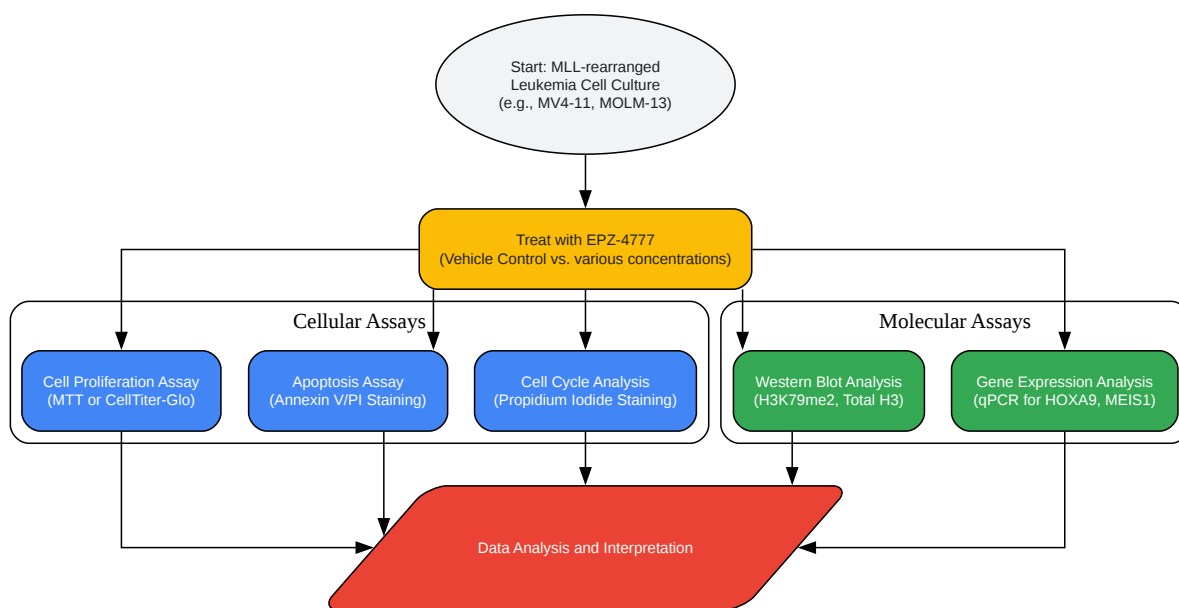 Start: MLL-rearranged
Leukemia Cell Culture
(e.g., MV4-11, MOLM-13)
Treat with EPZ-4777
(Vehicle Control vs. various concentrations)
Cellular Assays
Molecular Assays
Cell Proliferation Assay
(MTT or CellTiter-Glo)
Apoptosis Assay
(Annexin V/PI Staining)
Cell Cycle Analysis
(Propidium Iodide Staining)
Western Blot Analysis
(H3K79me2, Total H3)
Gene Expression Analysis
(qPCR for HOXA9, MEIS1)
Data Analysis and Interpretation